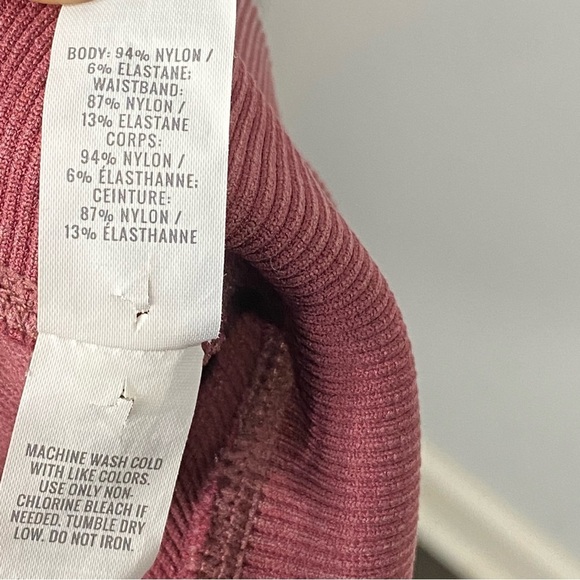 BODY: 94% NYLON /
6% ELASTANE;
WAISTBAND:
87% NYLON /
13% ELASTANE
CORPS:
94% NYLON /
6% ÉLASTHANNE;
CEINTURE:
87% NYLON /
13% ÉLASTHANNE
MACHINE WASH COLD
WITH LIKE COLORS.
USE ONLY NON-
CHLORINE BLEACH IF
NEEDED. TUMBLE DRY
LOW. DO NOT IRON.